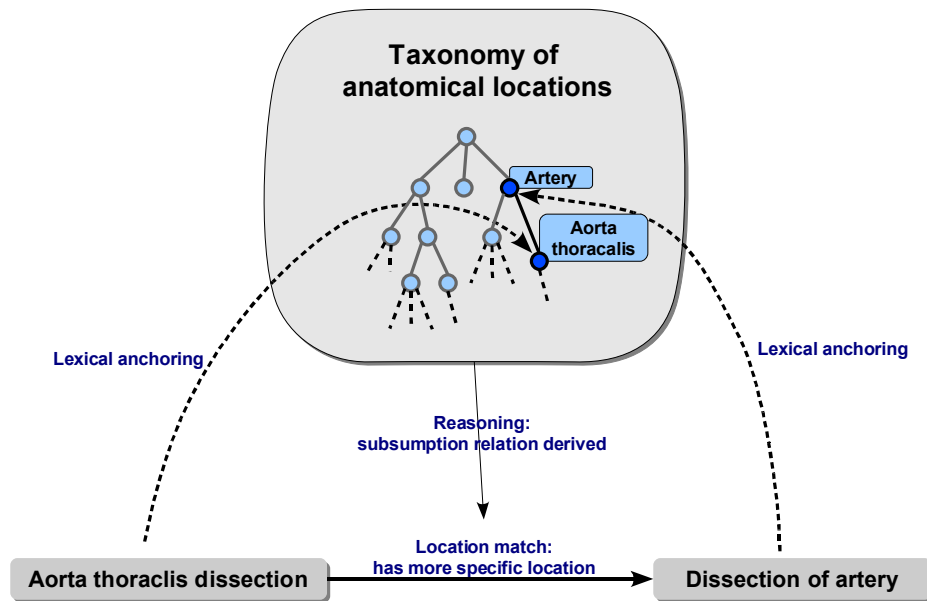 Taxonomy of
anatomical locations
Artery
Aorta
thoracalis
Lexical anchoring
Lexical anchoring
Reasoning:
subsumption relation derived
Location match:
has more specific location
Aorta thoraclis dissection
Dissection of artery